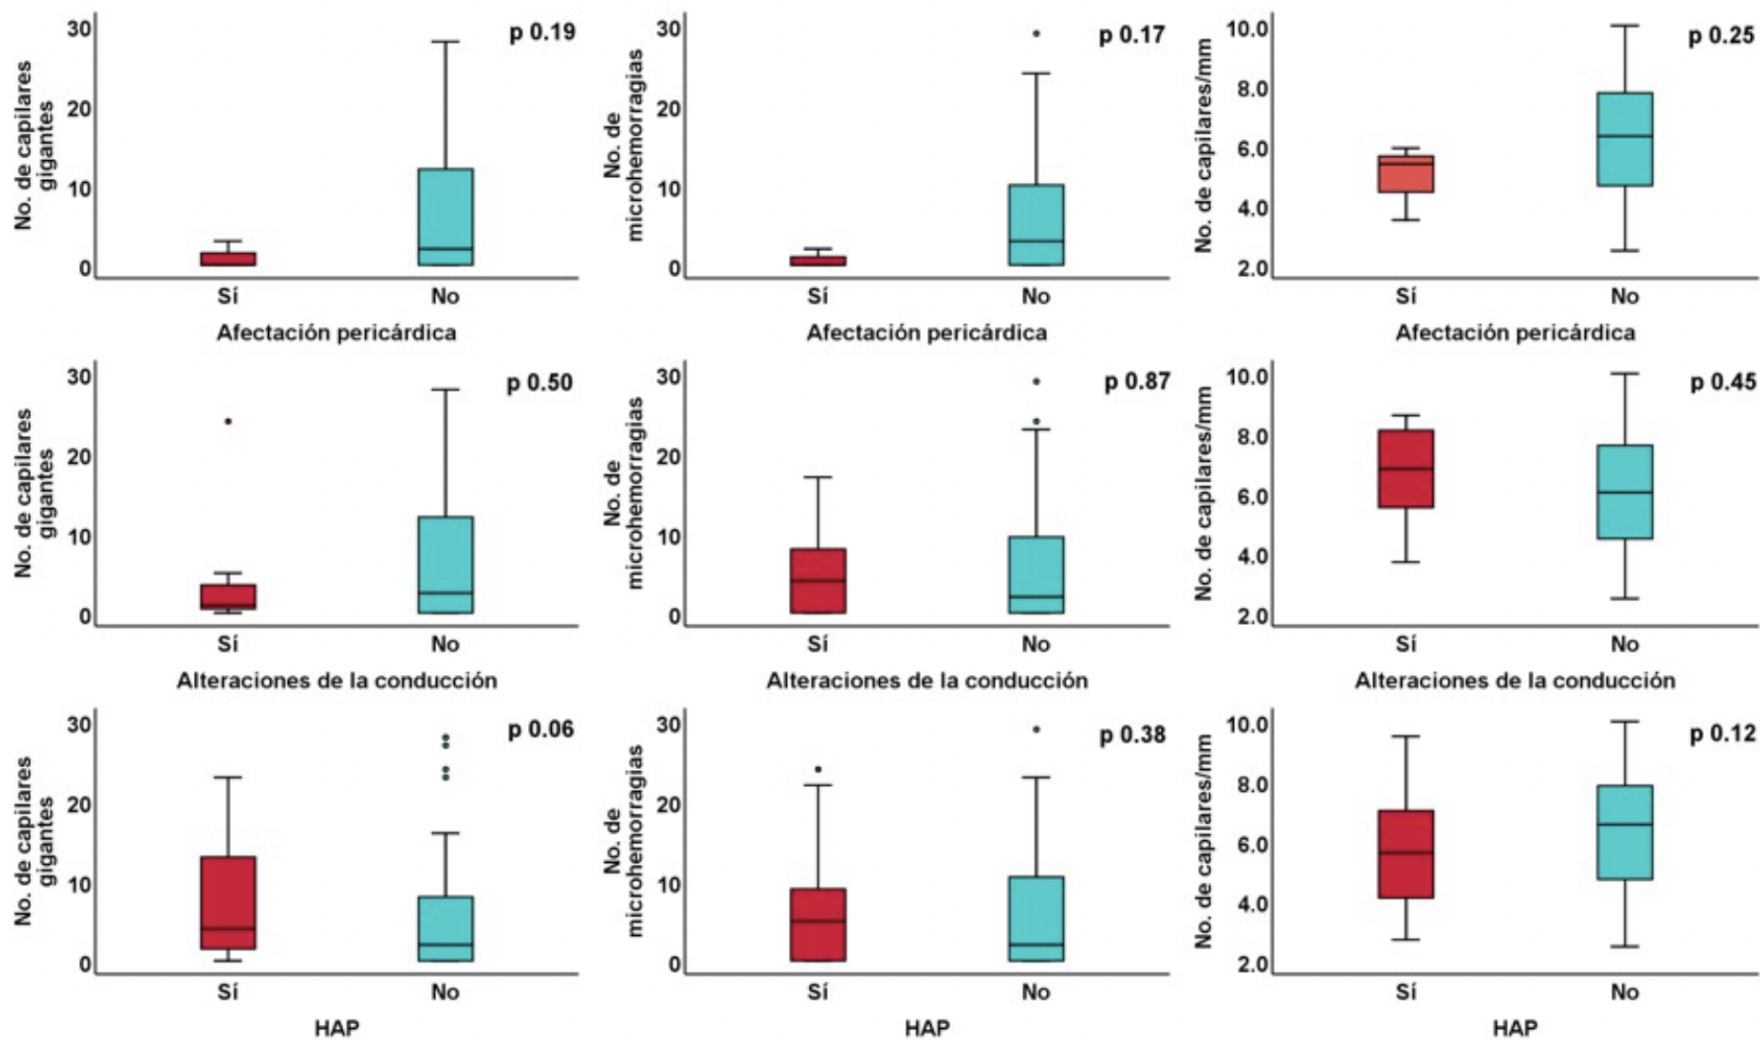 No. de capilares
gigantes
30
20
10
0
p 0.19
Sí No
Afectación pericárdica
No. de
microhemorragias
30
20
10
0
p 0.17
Sí No
Afectación pericárdica
No. de capilares/mm
10.0
8.0
6.0
4.0
2.0
p 0.25
Sí No
Afectación pericárdica
No. de capilares
gigantes
30
20
10
0
p 0.50
Sí No
Alteraciones de la conducción
No. de
microhemorragias
30
20
10
0
p 0.87
Sí No
Alteraciones de la conducción
No. de capilares/mm
10.0
8.0
6.0
4.0
2.0
p 0.45
Sí No
Alteraciones de la conducción
No. de capilares
gigantes
30
20
10
0
p 0.06
Sí No
HAP
No. de
microhemorragias
30
20
10
0
p 0.38
Sí No
HAP
No. de capilares/mm
10.0
8.0
6.0
4.0
2.0
p 0.12
Sí No
HAP